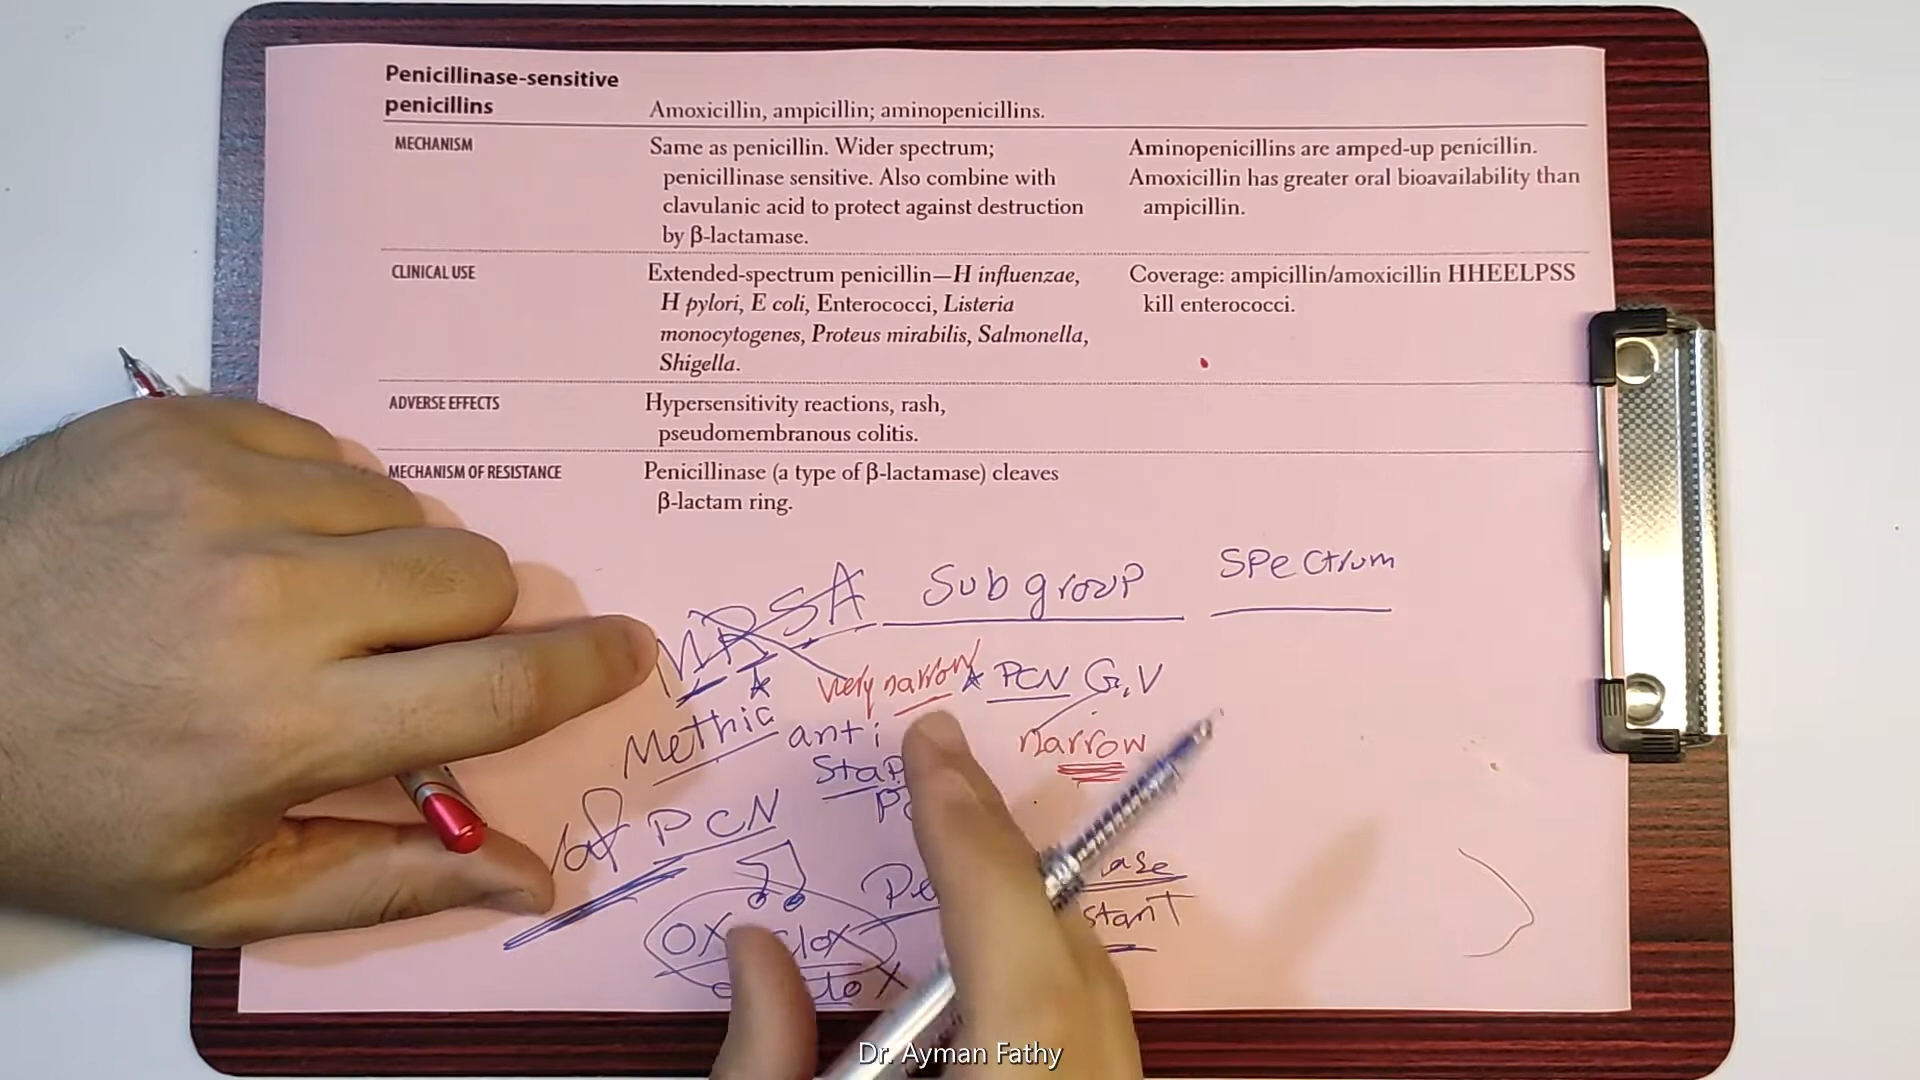 Penicillinase-sensitive
penicillins
Amoxicillin, ampicillin; aminopenicillins.
MECHANISM
Same as penicillin. Wider spectrum;
penicillinase sensitive. Also combine with
clavulanic acid to protect against destruction
by β-lactamase.
Aminopenicillins are amped-up penicillin.
Amoxicillin has greater oral bioavailability than
ampicillin.
CLINICAL USE
Extended-spectrum penicillin—H influenzae,
H pylori, E coli, Enterococci, Listeria
monocytogenes, Proteus mirabilis, Salmonella,
Shigella.
Coverage: ampicillin/amoxicillin HHEELPSS
kill enterococci.
ADVERSE EFFECTS
Hypersensitivity reactions, rash,
pseudomembranous colitis.
MECHANISM OF RESISTANCE
Penicillinase (a type of β-lactamase) cleaves
β-lactam ring.
MRSA Subgroup Spectrum
very narrow PCN G, V
Methic anti narrow
Stap
PCN
Dr. Ayman Fathy